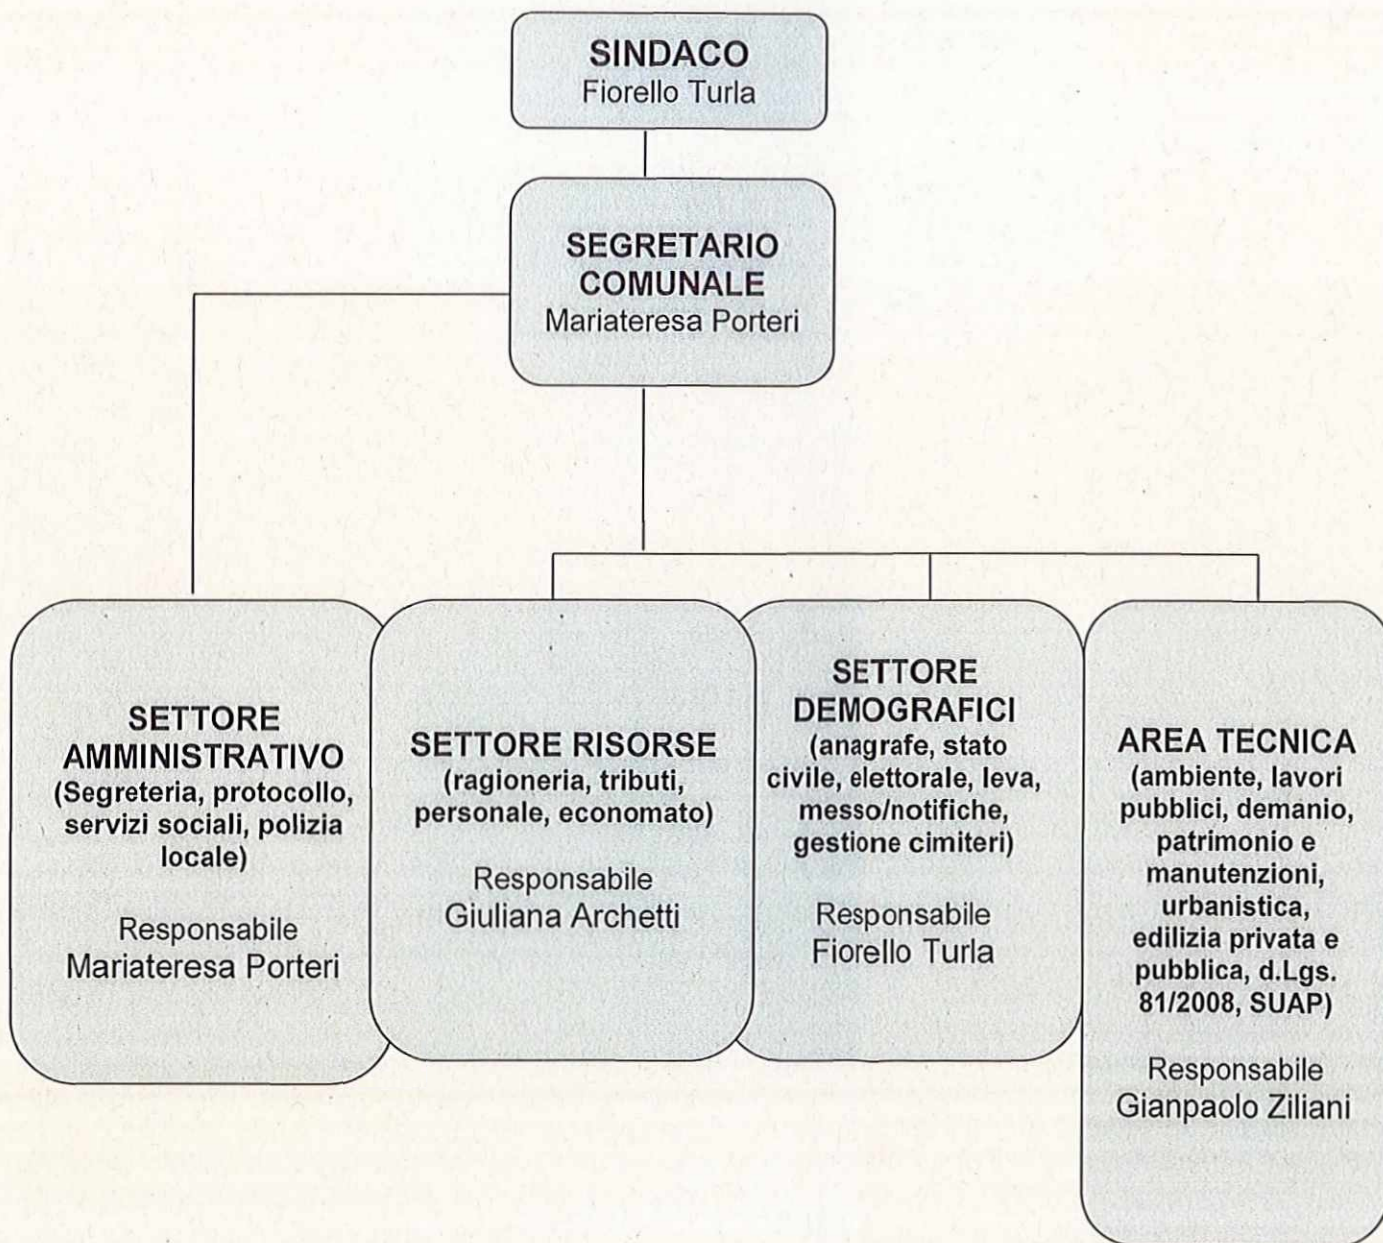 SINDACO
Fiorello Turla
SEGRETARIO
COMUNALE
Mariateresa Porteri
SETTORE
AMMINISTRATIVO
(Segreteria, protocollo,
servizi sociali, polizia
locale)
Responsabile
Mariateresa Porteri
SETTORE RISORSE
(ragioneria, tributi,
personale, economato)
Responsabile
Giuliana Archetti
SETTORE
DEMOGRAFICI
(anagrafe, stato
civile, elettorale, leva,
messo/notifiche,
gestione cimiteri)
Responsabile
Fiorello Turla
AREA TECNICA
(ambiente, lavori
pubblici, demanio,
patrimonio e
manutenzioni,
urbanistica,
edilizia privata e
pubblica, d.Lgs.
81/2008, SUAP)
Responsabile
Gianpaolo Ziliani